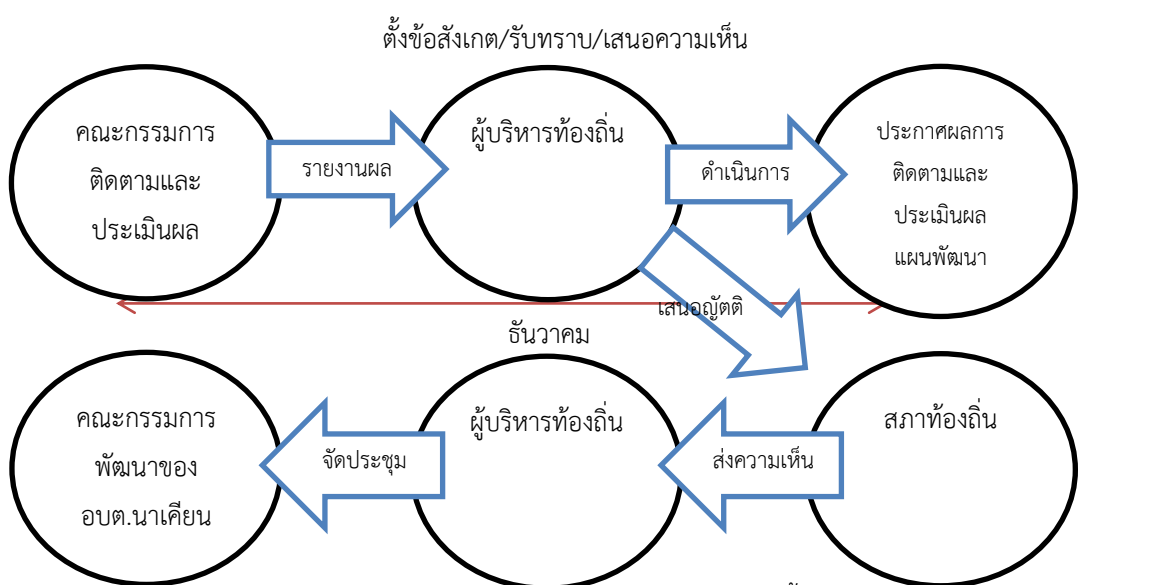 ตั้งข้อสังเกต/รับทราบ/เสนอความเห็น
คณะกรรมการ
ติดตามและ
ประเมินผล
รายงานผล
ผู้บริหารท้องถิ่น
ดำเนินการ
ประกาศผลการ
ติดตามและ
ประเมินผล
แผนพัฒนา
เสนอญัตติ
ธันวาคม
สภาท้องถิ่น
ส่งความเห็น
ผู้บริหารท้องถิ่น
จัดประชุม
คณะกรรมการ
พัฒนาของ
อบต.นาเคียน